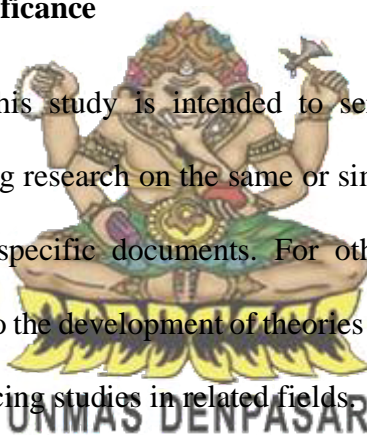 ficance
his study is intended to se
g research on the same or sin
specific documents. For oth
o the development of theories
cing studies in related fields.
UNMAS DENPASAR